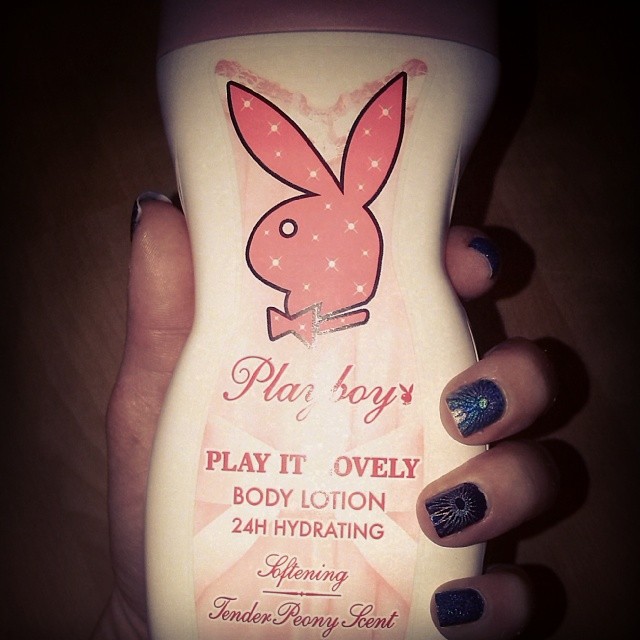 Playboy
PLAY IT OVELY
BODY LOTION
24H HYDRATING
Softening
Tender Peony Scent